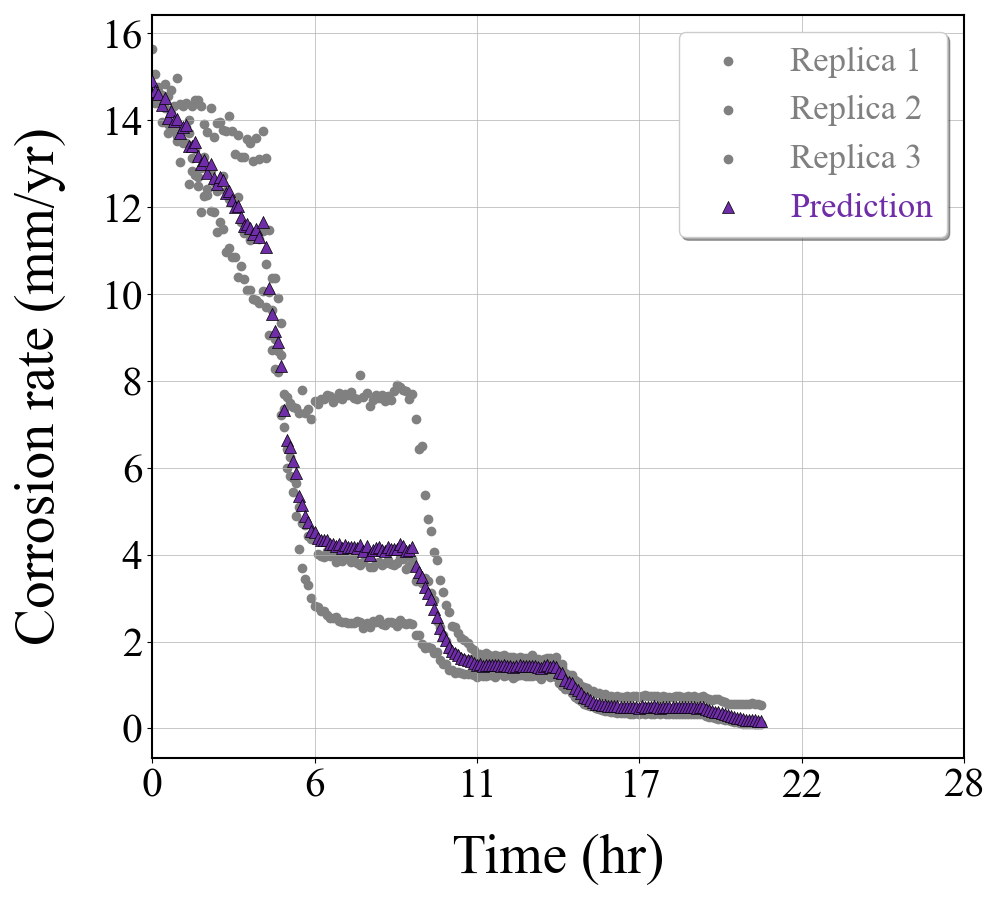 16
14
12
10
8
6
4
2
0
Corrosion rate (mm/yr)
Replica 1
Replica 2
Replica 3
Prediction
0 6 11 17 22 28
Time (hr)